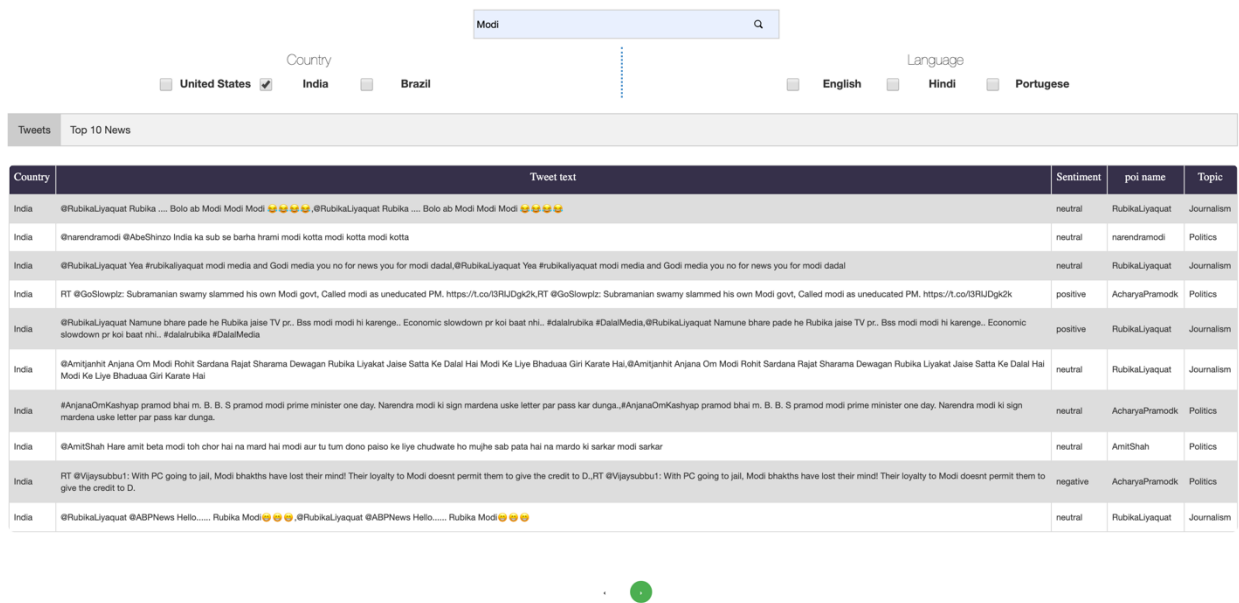 Modi
Country
Language
United States India Brazil
English Hindi Portugese
Tweets Top 10 News
Country Tweet text Sentiment poi name Topic
India @RubikaLiyaquat Rubika .... Bolo ab Modi Modi Modi 😂😂😂😂,@RubikaLiyaquat Rubika .... Bolo ab Modi Modi Modi 😂😂😂😂 neutral RubikaLiyaquat Journalism
India @narendramodi @AbeShinzo India ka sub se barha hrami modi kotta modi kotta modi kotta neutral narendramodi Politics
India @RubikaLiyaquat Yea #rubikaliyaquat modi media and Godi media you no for news you for modi dadal,@RubikaLiyaquat Yea #rubikaliyaquat modi media and Godi media you no for news you for modi dadal neutral RubikaLiyaquat Journalism
India RT @GoSlowplz: Subramanian swamy slammed his own Modi govt, Called modi as uneducated PM. https://t.co/l3RIJDgk2k,RT @GoSlowplz: Subramanian swamy slammed his own Modi govt, Called modi as uneducated PM. https://t.co/l3RIJDgk2k positive AcharyaPramodk Politics
@RubikaLiyaquat Namune bhare pade he Rubika jaise TV pr.. Bss modi modi hi karenge.. Economic slowdown pr koi baat nhi.. #dalalrubika #DalalMedia,@RubikaLiyaquat Namune bhare pade he Rubika jaise TV pr.. Bss modi modi hi karenge.. Economic
India slowdown pr koi baat nhi.. #dalalrubika #DalalMedia positive RubikaLiyaquat Journalism
@Amitjanhit Anjana Om Modi Rohit Sardana Rajat Sharama Dewagan Rubika Liyakat Jaise Satta Ke Dalal Hai Modi Ke Liye Bhaduaa Giri Karate Hai,@Amitjanhit Anjana Om Modi Rohit Sardana Rajat Sharama Dewagan Rubika Liyakat Jaise Satta Ke Dalal Hai
India Modi Ke Liye Bhaduaa Giri Karate Hai neutral RubikaLiyaquat Journalism
#AnjanaOmKashyap pramod bhai m. B. B. S pramod modi prime minister one day. Narendra modi ki sign mardena uske letter par pass kar dunga.,#AnjanaOmKashyap pramod bhai m. B. B. S pramod modi prime minister one day. Narendra modi ki sign
India mardena uske letter par pass kar dunga. neutral AcharyaPramodk Politics
India @AmitShah Hare amit beta modi toh chor hai na mard hai modi aur tu tum dono paiso ke liye chudwate ho mujhe sab pata hai na mardo ki sarkar modi sarkar neutral AmitShah Politics
RT @Vijaysubbu1: With PC going to jail, Modi bhakths have lost their mind! Their loyalty to Modi doesnt permit them to give the credit to D.,RT @Vijaysubbu1: With PC going to jail, Modi bhakths have lost their mind! Their loyalty to Modi doesnt permit them to
India give the credit to D. negative AcharyaPramodk Politics
India @RubikaLiyaquat @ABPNews Hello...... Rubika Modi😁😁😁,@RubikaLiyaquat @ABPNews Hello...... Rubika Modi😁😁😁 neutral RubikaLiyaquat Journalism